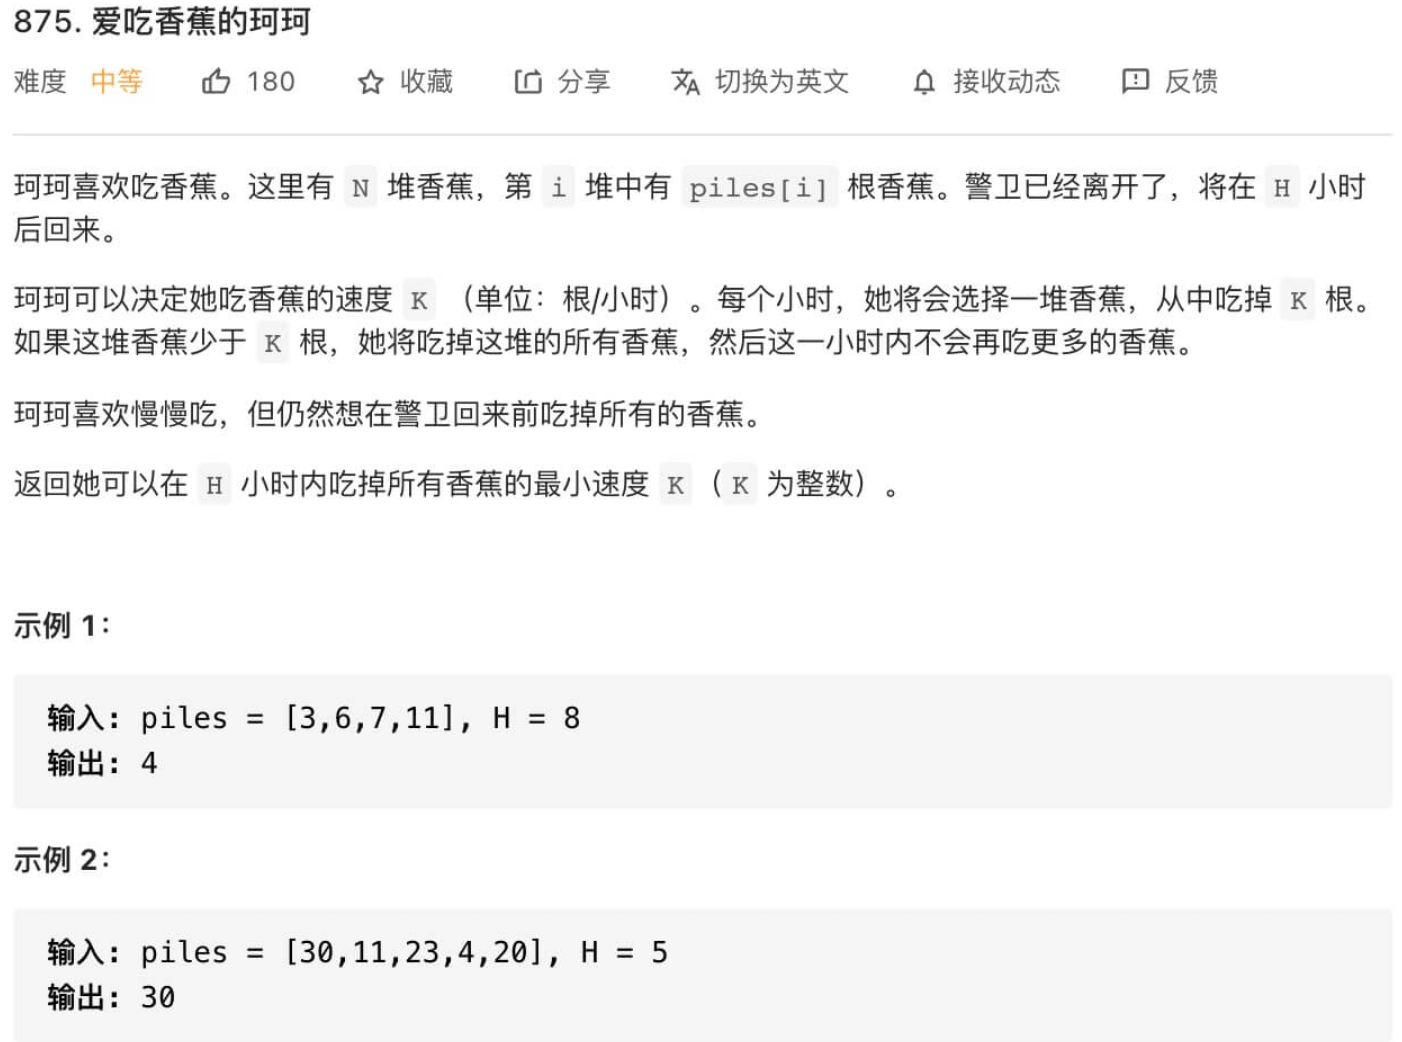 875. 爱吃香蕉的珂珂
难度 中等 180 收藏 分享 切换为英文 接收动态 反馈
珂珂喜欢吃香蕉。这里有 N 堆香蕉，第 i 堆中有 piles[i] 根香蕉。警卫已经离开了，将在 H 小时
后回来。
珂珂可以决定她吃香蕉的速度 K （单位：根/小时）。每个小时，她将会选择一堆香蕉，从中吃掉 K 根。
如果这堆香蕉少于 K 根，她将吃掉这堆的所有香蕉，然后这一小时内不会再吃更多的香蕉。
珂珂喜欢慢慢吃，但仍然想在警卫回来前吃掉所有的香蕉。
返回她可以在 H 小时内吃掉所有香蕉的最小速度 K（K 为整数）。
示例 1：
输入: piles = [3,6,7,11], H = 8
输出: 4
示例 2：
输入: piles = [30,11,23,4,20], H = 5
输出: 30